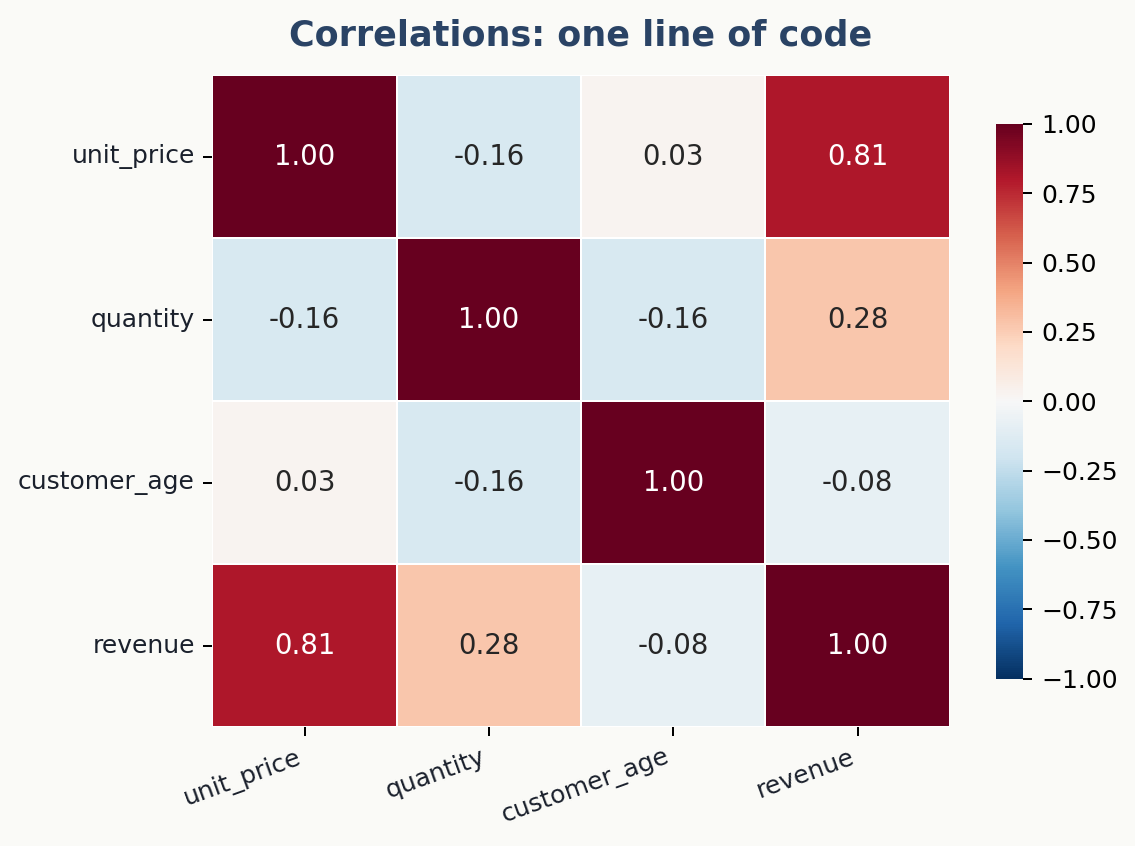 Correlations: one line of code
unit_price 1.00 -0.16 0.03 0.81
quantity -0.16 1.00 -0.16 0.28
customer_age 0.03 -0.16 1.00 -0.08
revenue 0.81 0.28 -0.08 1.00
unit_price quantity customer_age revenue
1.00
0.75
0.50
0.25
0.00
−0.25
−0.50
−0.75
−1.00